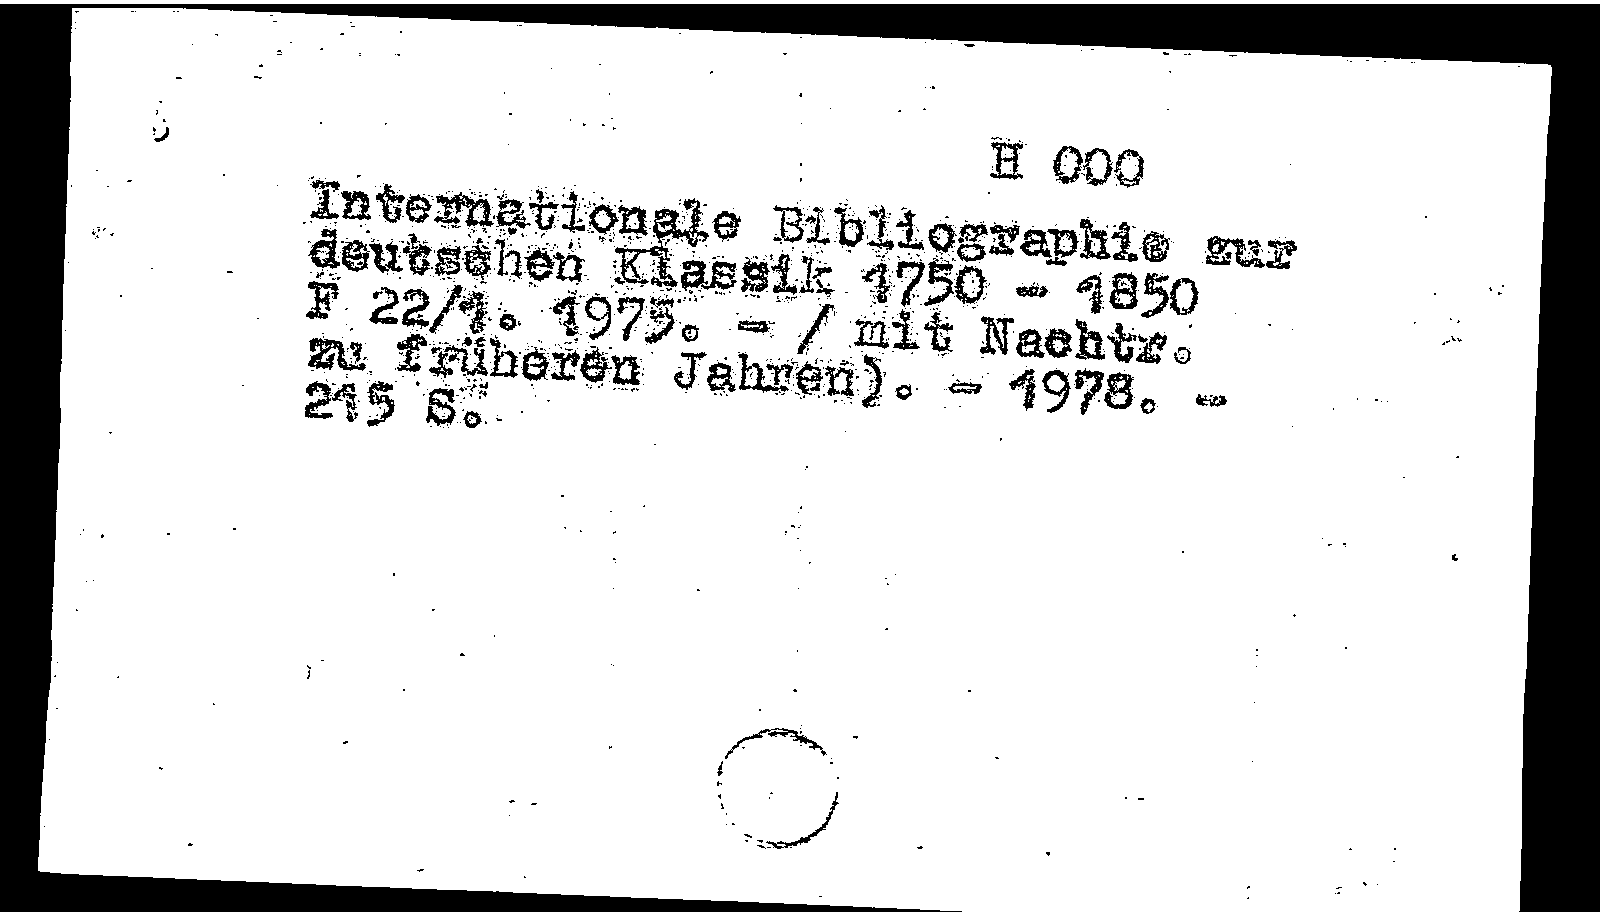 H 000
Internationale Bibliographie zur
deutschen Klassik 1750 - 1850
F 22/1. 1975. - / mit Nachtr.
zu früheren Jahren). - 1978. -
215 S.